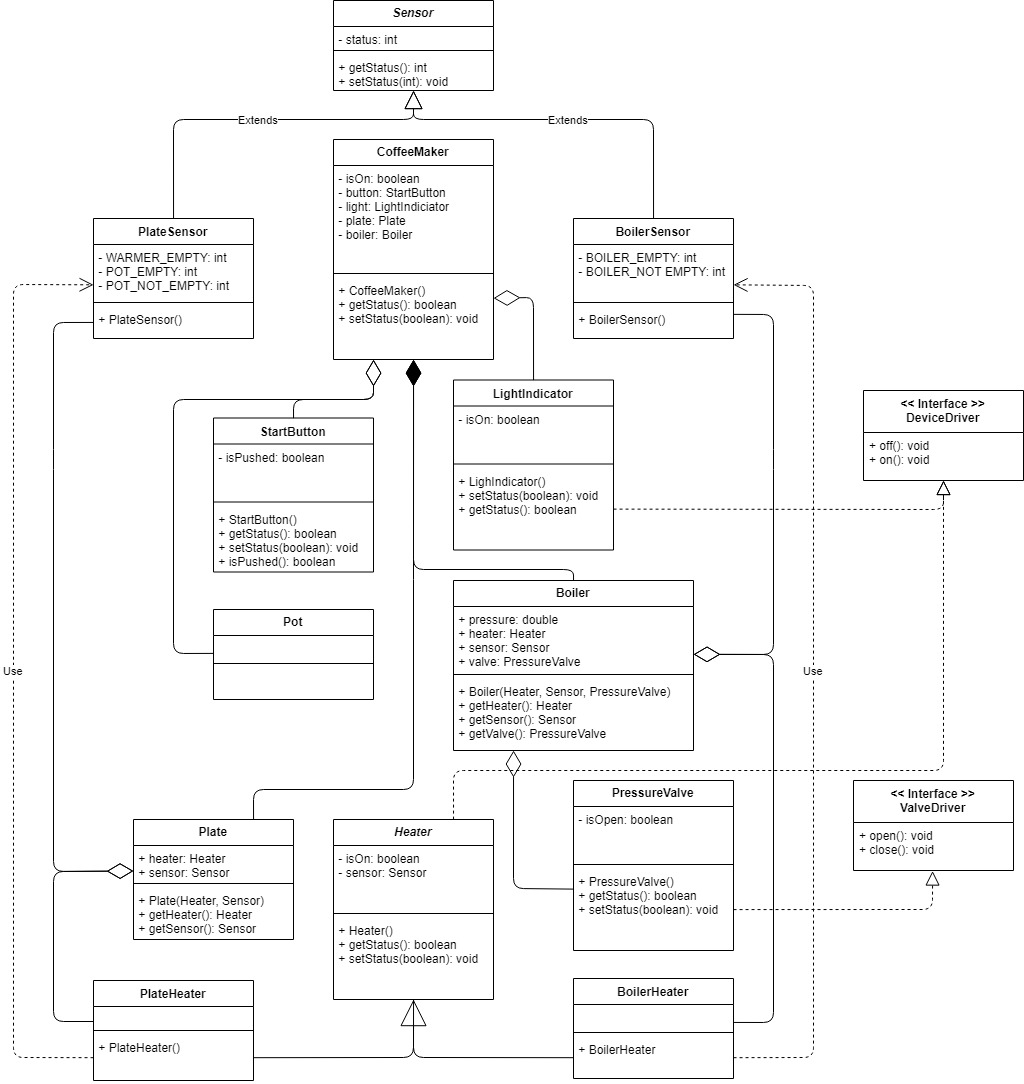 Sensor
- status: int
+ getStatus(): int
+ setStatus(int): void
Extends
Extends
CoffeeMaker
- isOn: boolean
- button: StartButton
- light: LightIndiciator
- plate: Plate
- boiler: Boiler
+ CoffeeMaker()
+ getStatus(): boolean
+ setStatus(boolean): void
PlateSensor
- WARMER_EMPTY: int
- POT_EMPTY: int
- POT_NOT_EMPTY: int
+ PlateSensor()
BoilerSensor
- BOILER_EMPTY: int
- BOILER_NOT EMPTY: int
+ BoilerSensor()
LightIndicator
- isOn: boolean
+ LighIndicator()
+ setStatus(boolean): void
+ getStatus(): boolean
<< Interface >>
DeviceDriver
+ off(): void
+ on(): void
StartButton
- isPushed: boolean
+ StartButton()
+ getStatus(): boolean
+ setStatus(boolean): void
+ isPushed(): boolean
Boiler
+ pressure: double
+ heater: Heater
+ sensor: Sensor
+ valve: PressureValve
+ Boiler(Heater, Sensor, PressureValve)
+ getHeater(): Heater
+ getSensor(): Sensor
+ getValve(): PressureValve
Pot
Use
Use
PressureValve
- isOpen: boolean
+ PressureValve()
+ getStatus(): boolean
+ setStatus(boolean): void
<< Interface >>
ValveDriver
+ open(): void
+ close(): void
Plate
+ heater: Heater
+ sensor: Sensor
+ Plate(Heater, Sensor)
+ getHeater(): Heater
+ getSensor(): Sensor
Heater
- isOn: boolean
- sensor: Sensor
+ Heater()
+ getStatus(): boolean
+ setStatus(boolean): void
PlateHeater
+ PlateHeater()
BoilerHeater
+ BoilerHeater